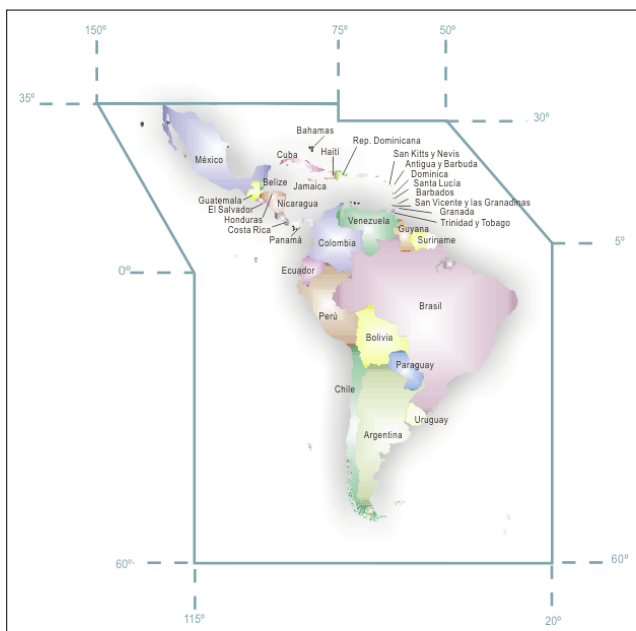 150º
75º
50º
35º
30º
Bahamas
Rep. Dominicana
Haití
Cuba
San Kitts y Nevis
México
Antigua y Barbuda
Dominica
Belize
Jamaica
Santa Lucía
Barbados
Guatemala
Nicaragua
San Vicente y las Granadinas
El Salvador
Granada
Honduras
Venezuela
Trinidad y Tobago
Costa Rica
Guyana
Panamá
Colombia
Suriname
5º
0º
Ecuador
Brasil
Perú
Bolivia
Paraguay
Chile
Uruguay
Argentina
60º
60º
115º
20º